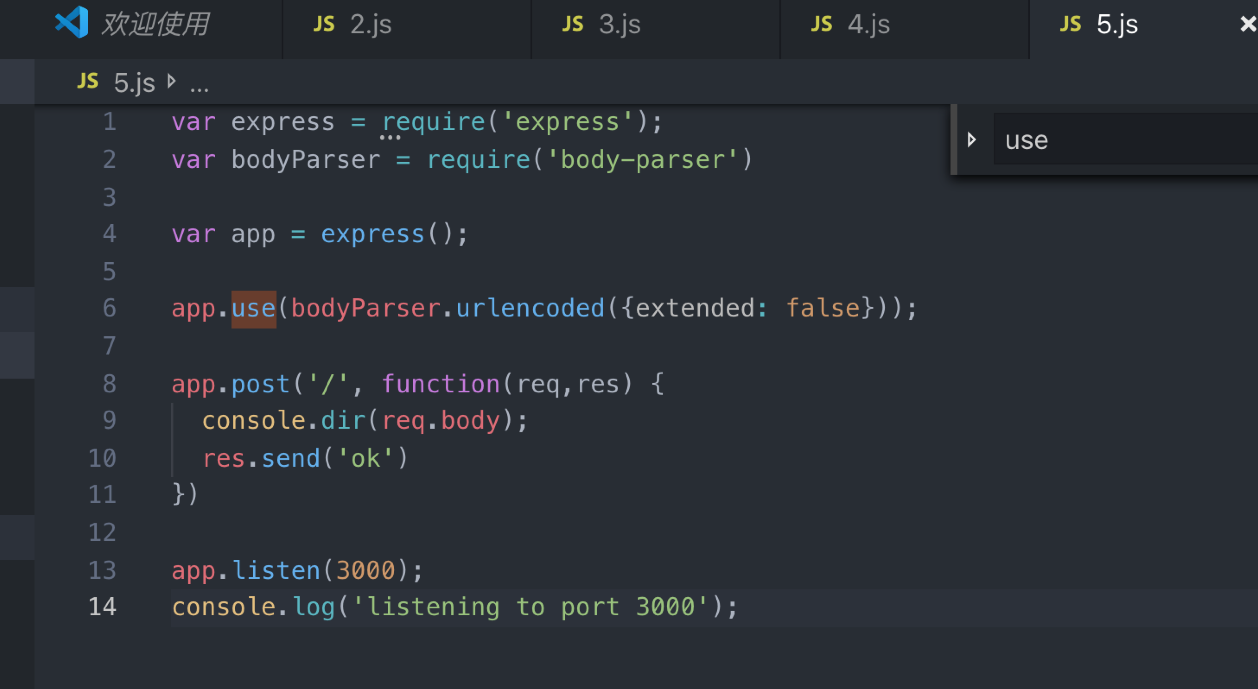 欢迎使用 JS 2.js JS 3.js JS 4.js JS 5.js
JS 5.js ...
use
1 var express = require('express');
2 var bodyParser = require('body-parser')
3
4 var app = express();
5
6 app.use(bodyParser.urlencoded({extended: false}));
7
8 app.post('/', function(req,res) {
9 console.dir(req.body);
10 res.send('ok')
11 })
12
13 app.listen(3000);
14 console.log('listening to port 3000');